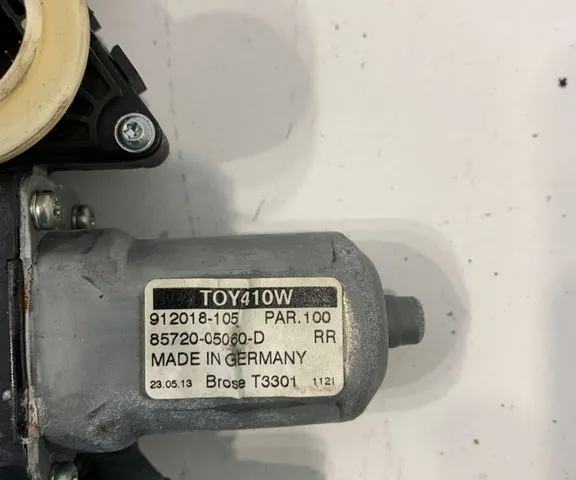 TOY410W
912018-105 PAR.100
85720-05060-D RR
MADE IN GERMANY
23.05.13 Brose T3301 1121